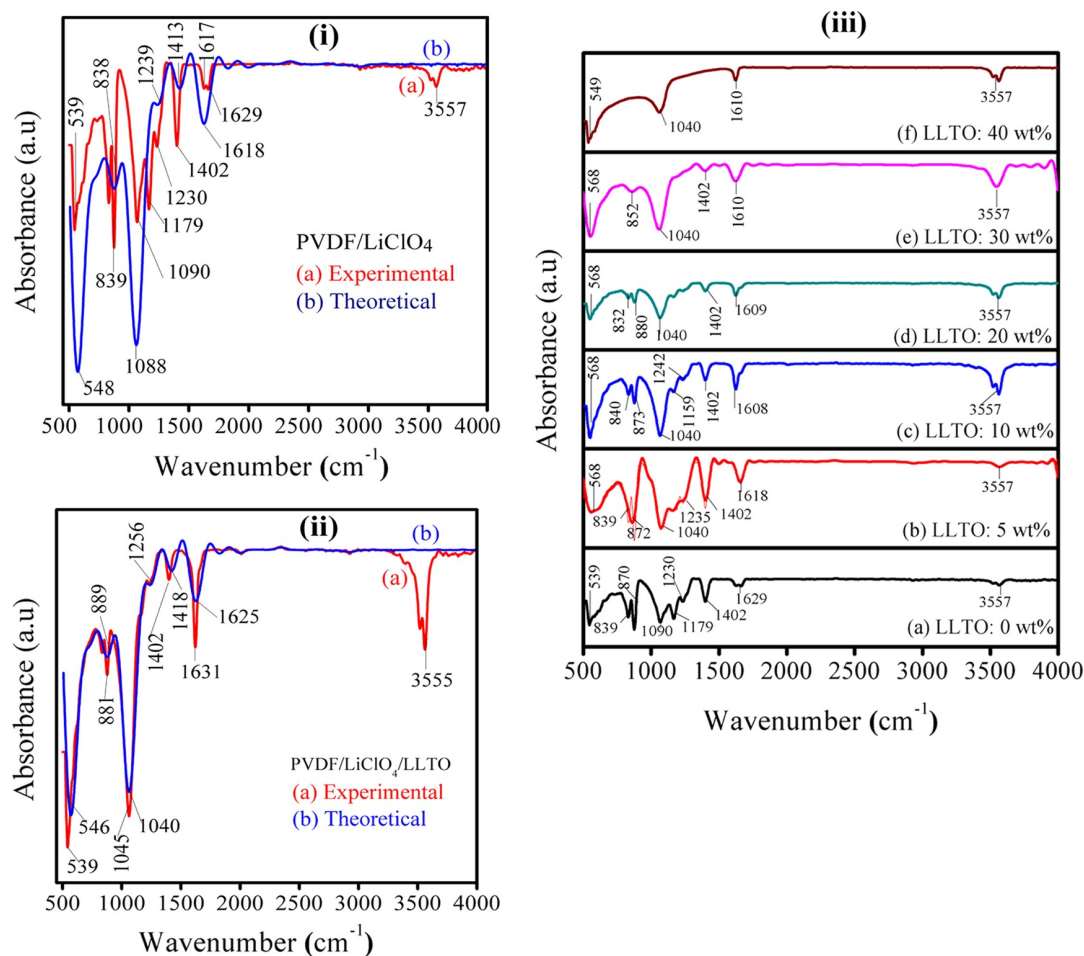 (i)
(b)
(a)
539
838
1239
1413
1617
3557
1629
1618
1402
1230
1179
1090
839
1088
548
PVDF/LiClO4
(a) Experimental
(b) Theoretical
Absorbance (a.u)
500 1000 1500 2000 2500 3000 3500 4000
Wavenumber (cm-1)
(ii)
(b)
(a)
1256
889
881
1402
1418
1625
1631
3555
546
539
1045
1040
PVDF/LiClO4/LLTO
(a) Experimental
(b) Theoretical
Absorbance (a.u)
500 1000 1500 2000 2500 3000 3500 4000
Wavenumber (cm-1)
(iii)
Absorbance (a.u)
549
1040
1610
3557
(f) LLTO: 40 wt%
568
852
1040
1402
1610
3557
(e) LLTO: 30 wt%
568
832
880
1040
1402
1609
3557
(d) LLTO: 20 wt%
568
840
873
1040
1242
1159
1402
1608
3557
(c) LLTO: 10 wt%
568
839
872
1040
1235
1402
1618
3557
(b) LLTO: 5 wt%
539
839
870
1090
1230
1179
1402
1629
3557
(a) LLTO: 0 wt%
500 1000 1500 2000 2500 3000 3500 4000
Wavenumber (cm-1)